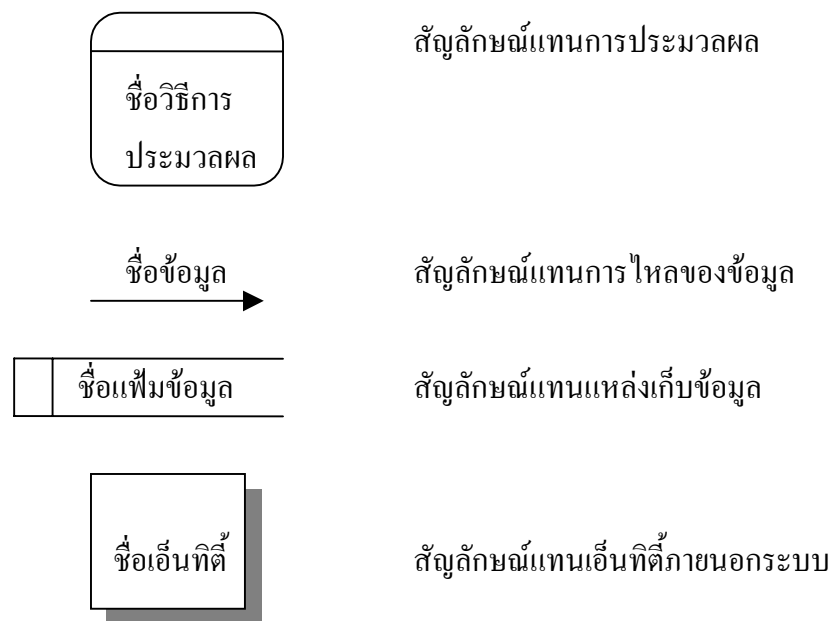 สัญลักษณ์แทนการประมวลผล
ชื่อวิธีการ
ประมวลผล
ชื่อข้อมูล
สัญลักษณ์แทนการไหลของข้อมูล
ชื่อแฟ้มข้อมูล
สัญลักษณ์แทนแหล่งเก็บข้อมูล
ชื่อเอ็นทิตี้
สัญลักษณ์แทนเอ็นทิตี้ภายนอกระบบ